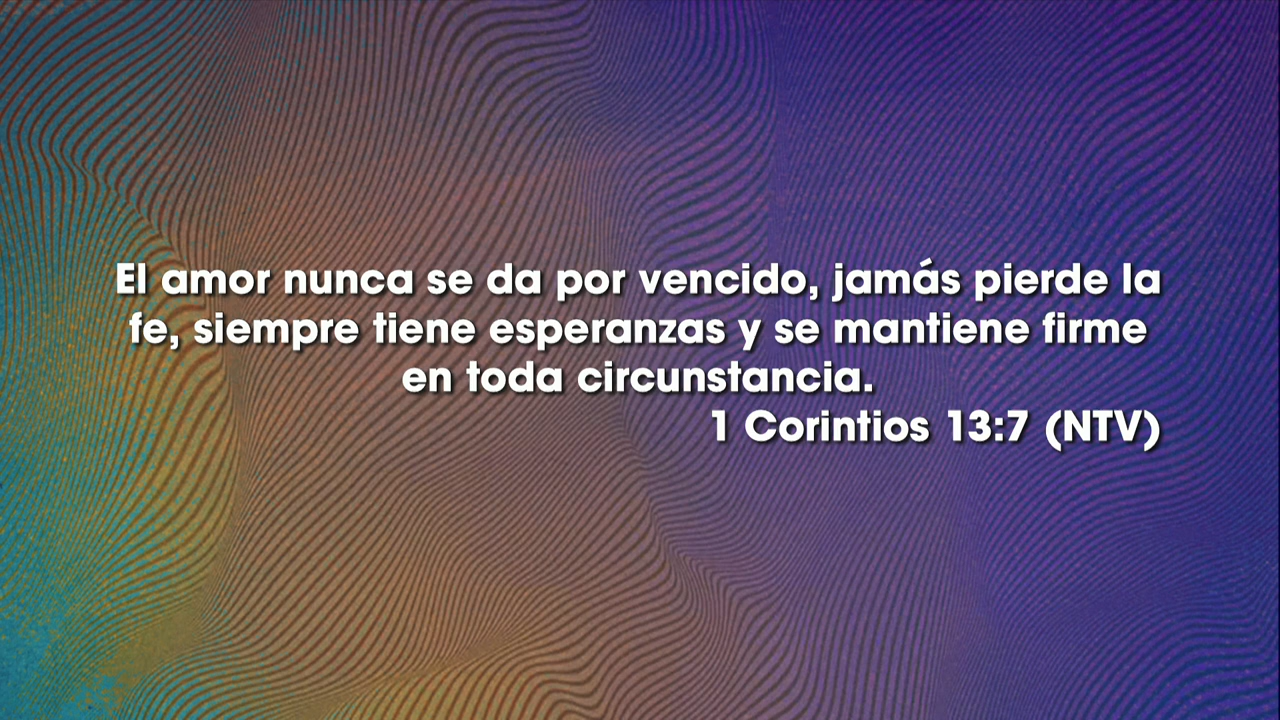 El amor nunca se da por vencido, jamás pierde la
fe, siempre tiene esperanzas y se mantiene firme
en toda circunstancia.
1 Corintios 13:7 (NTV)